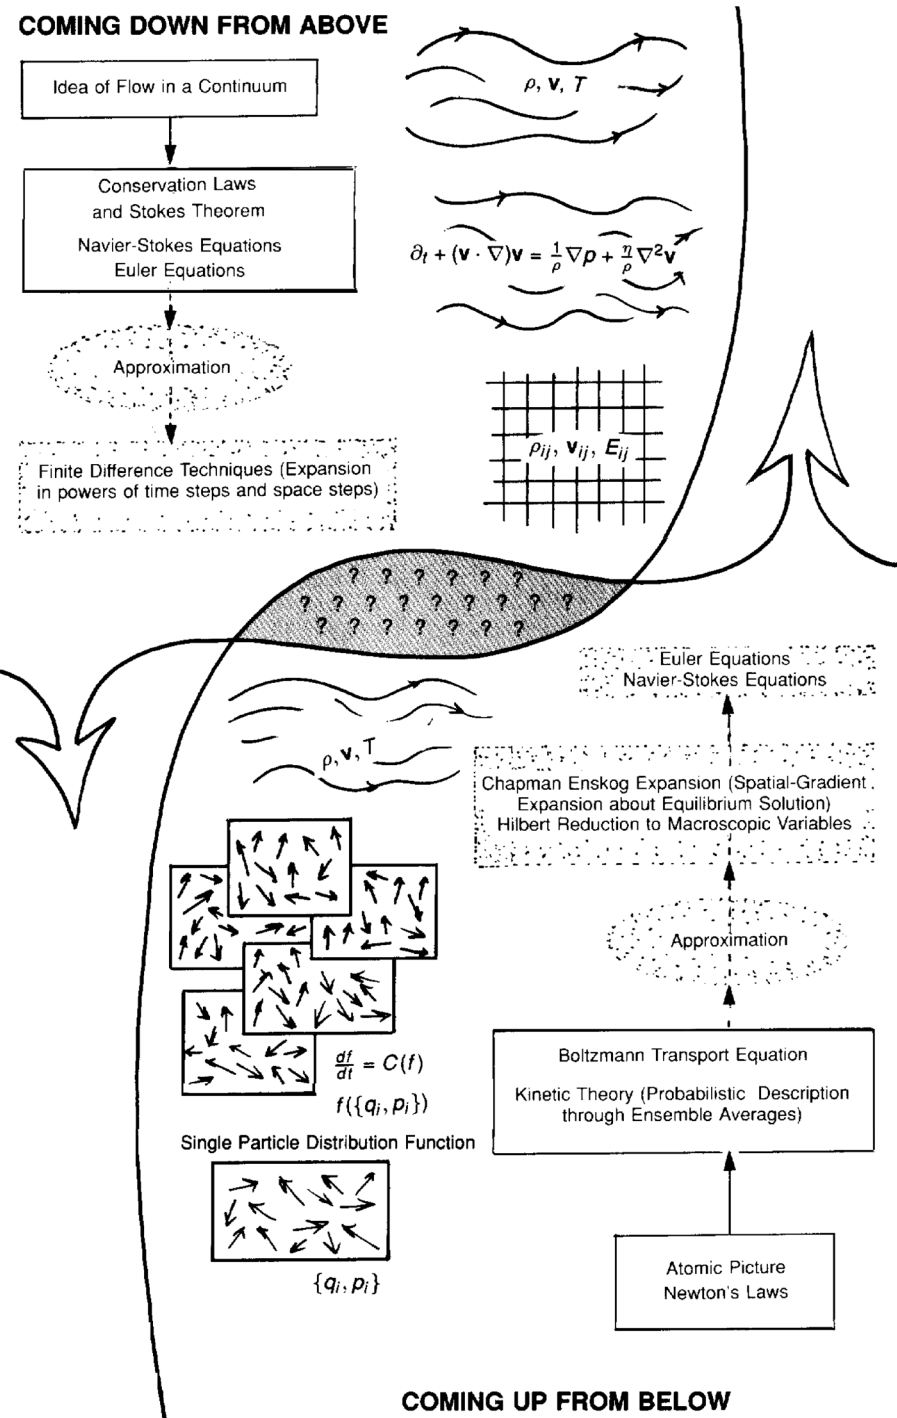 COMING DOWN FROM ABOVE
Idea of Flow in a Continuum
Conservation Laws
and Stokes Theorem
Navier-Stokes Equations
Euler Equations
Approximation
Finite Difference Techniques (Expansion
in powers of time steps and space steps)
ρ, v, T
∂t + (v · ∇)v = 1/ρ ∇p + η/ρ ∇²v
ρij, vij, Eij
? ? ? ? ? ?
? ? ? ? ? ? ? ? ?
? ? ? ? ? ? ?
ρ, v, T
df/dt = C(f)
f({qi, pi})
Single Particle Distribution Function
{qi, pi}
Euler Equations
Navier-Stokes Equations
Chapman Enskog Expansion (Spatial-Gradient
Expansion about Equilibrium Solution)
Hilbert Reduction to Macroscopic Variables
Approximation
Boltzmann Transport Equation
Kinetic Theory (Probabilistic Description
through Ensemble Averages)
Atomic Picture
Newton's Laws
COMING UP FROM BELOW